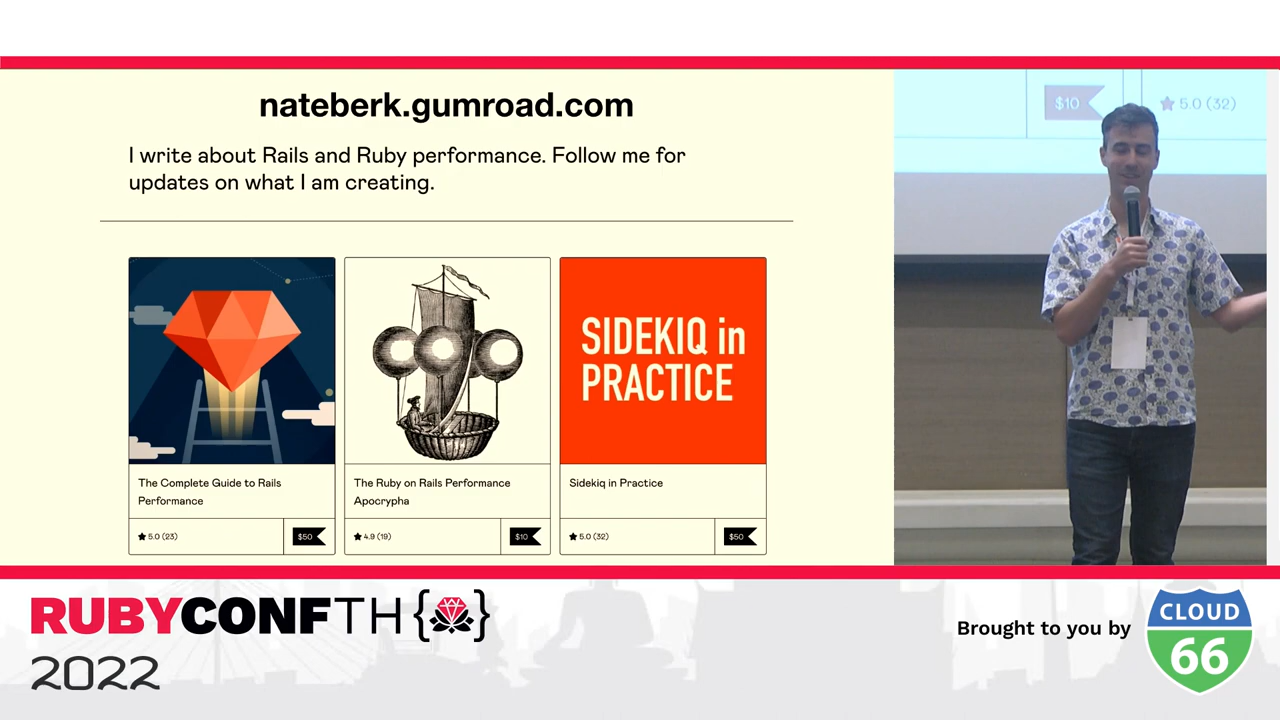 nateberk.gumroad.com
I write about Rails and Ruby performance. Follow me for
updates on what I am creating.
SIDEKIQ in
PRACTICE
The Complete Guide to Rails
Performance
5.0 (23)
$50
The Ruby on Rails Performance
Apocrypha
4.9 (19)
$10
Sidekiq in Practice
5.0 (32)
$50
$10
5.0 (32)
RUBYCONFTH
2022
Brought to you by
CLOUD
66